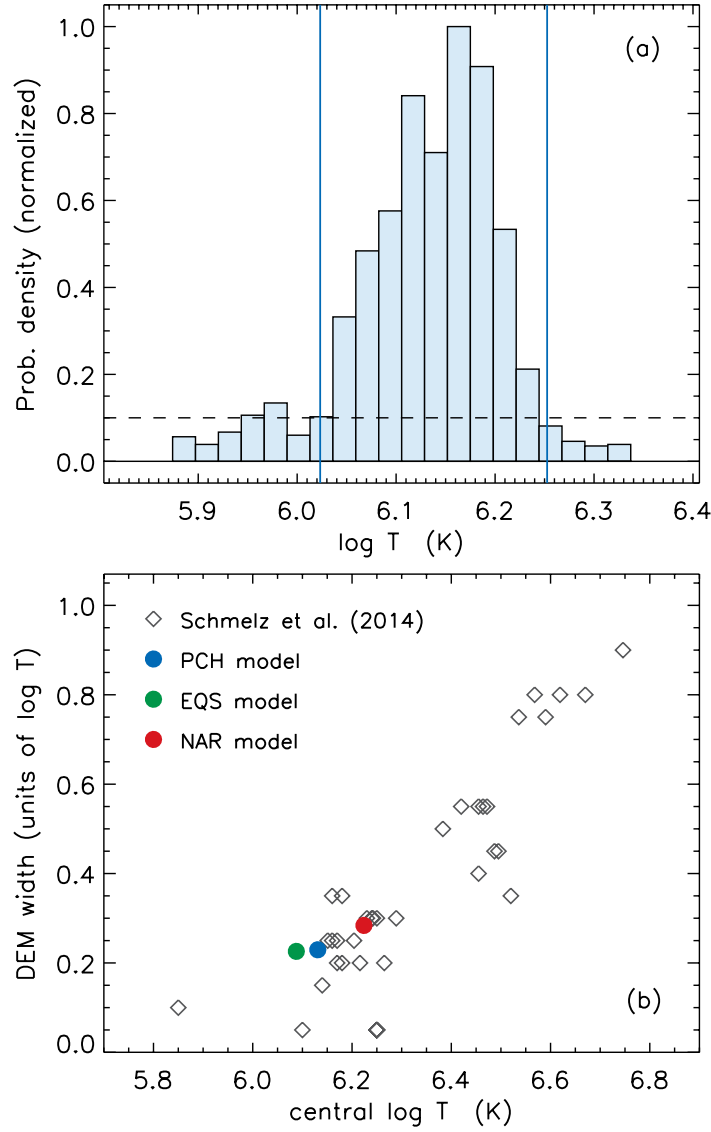 (a)
1.0
0.8
0.6
0.4
0.2
0.0
Prob. density (normalized)
5.9 6.0 6.1 6.2 6.3 6.4
log T (K)
Schmelz et al. (2014)
PCH model
EQS model
NAR model
(b)
1.0
0.8
0.6
0.4
0.2
0.0
DEM width (units of log T)
5.8 6.0 6.2 6.4 6.6 6.8
central log T (K)